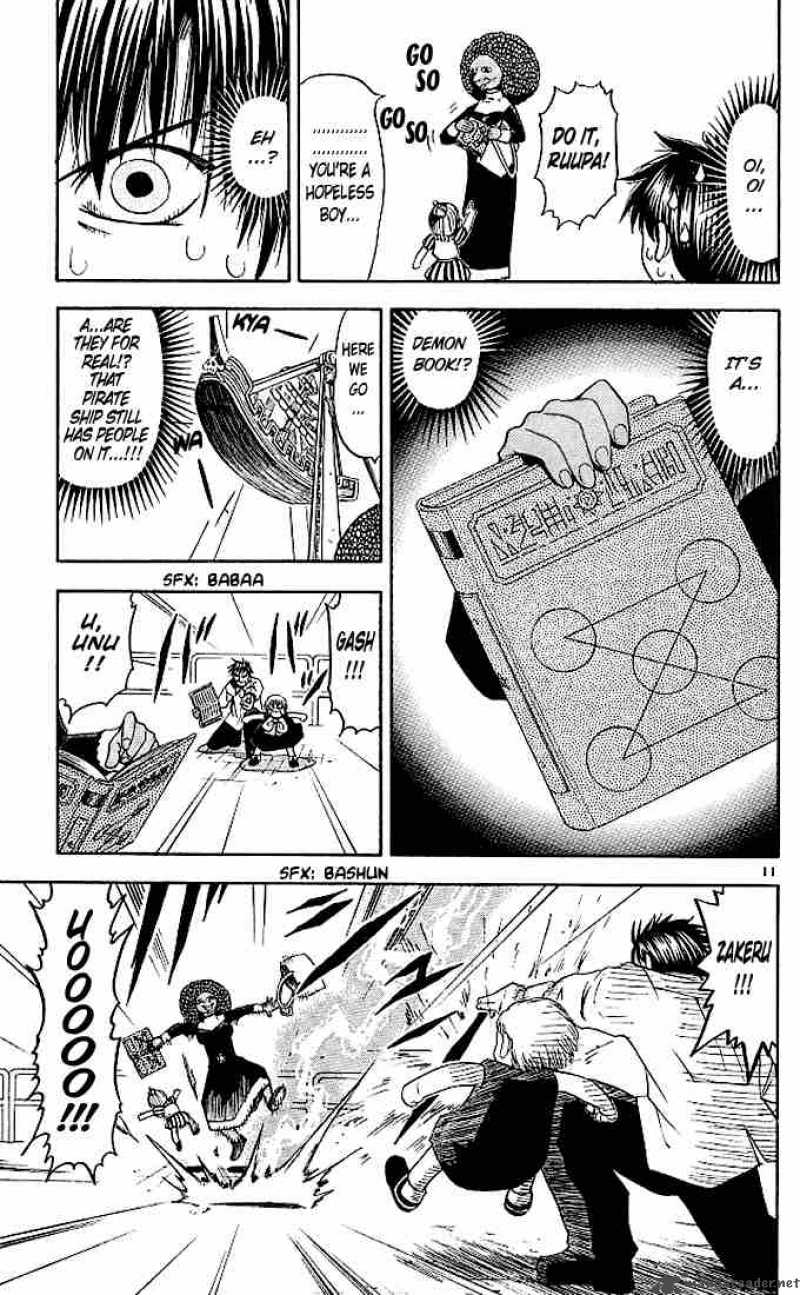 OI,
OI
...
DO IT,
RUUPA!
GO
SO
GO
SO
............
............
YOU'RE A
HOPELESS
BOY...
EH
...?
IT'S
A...
DEMON
BOOK!?
HERE
WE
GO
...
KYA
WA
A...ARE
THEY FOR
REAL!?
THAT
PIRATE
SHIP STILL
HAS PEOPLE
ON IT...!!!
SFX: BABAA
GASH
!!!
U,
UNU
!!
11
SFX: BASHUN
ZAKERU
!!!
UOOOOO!!!